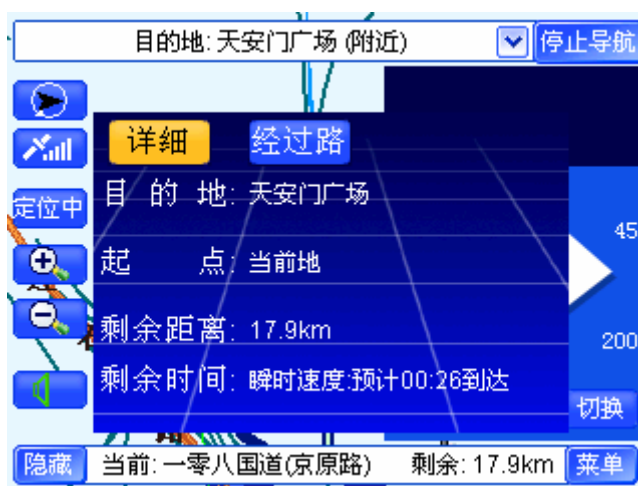 目的地: 天安门广场 (附近)
停止导航
详细
经过路
定位中
目的地: 天安门广场
45
起点: 当前地
剩余距离: 17.9km
200
剩余时间: 瞬时速度:预计00:26到达
切换
隐藏
当前: 一零八国道(京原路)
剩余: 17.9km
菜单